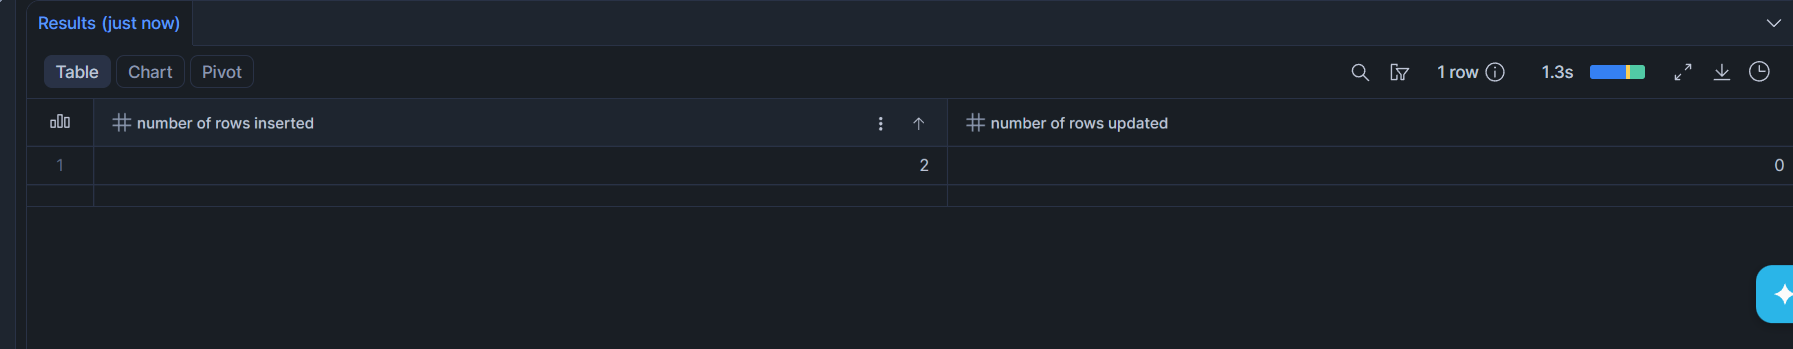 Results (just now)
Table Chart Pivot 1 row 1.3s
number of rows inserted number of rows updated
1 2 0